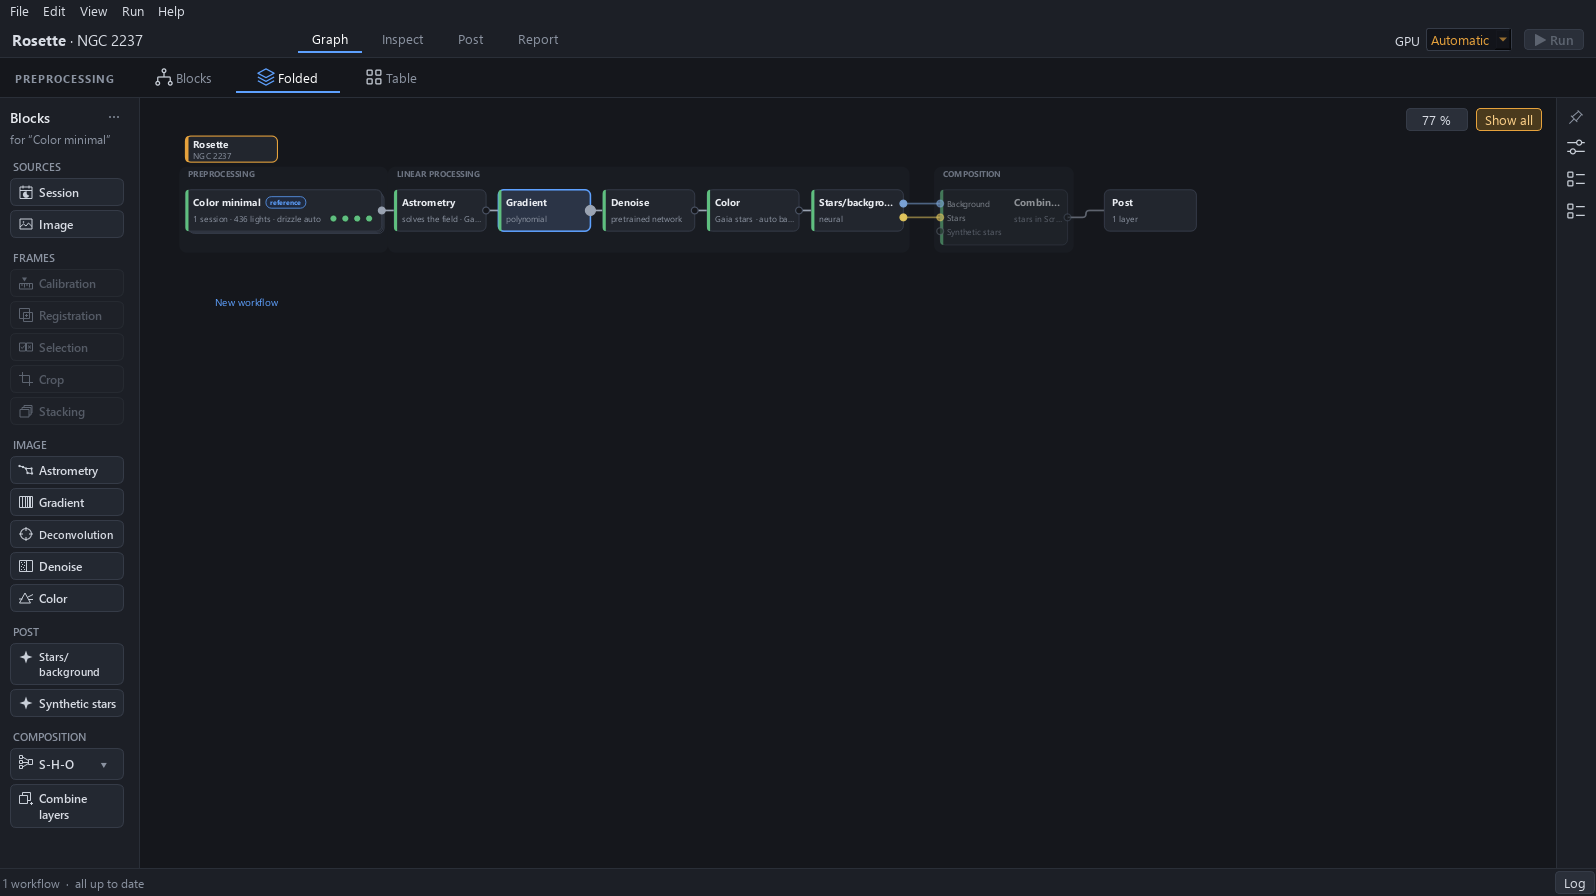 File Edit View Run Help
Rosette · NGC 2237
Graph Inspect Post Report
GPU Automatic Run
PREPROCESSING Blocks Folded Table
Blocks ...
for "Color minimal"
SOURCES
Session
Image
FRAMES
Calibration
Registration
Selection
Crop
Stacking
IMAGE
Astrometry
Gradient
Deconvolution
Denoise
Color
POST
Stars/
background
Synthetic stars
COMPOSITION
S-H-O
Combine
layers
77 % Show all
Rosette
NGC 2237
PREPROCESSING
Color minimal reference
1 session · 436 lights · drizzle auto
LINEAR PROCESSING
Astrometry
solves the field · Ga...
Gradient
polynomial
Denoise
pretrained network
Color
Gaia stars · auto ba...
Stars/backgro...
neural
COMPOSITION
Background Combin...
Stars stars in Scr...
Synthetic stars
Post
1 layer
New workflow
1 workflow · all up to date
Log